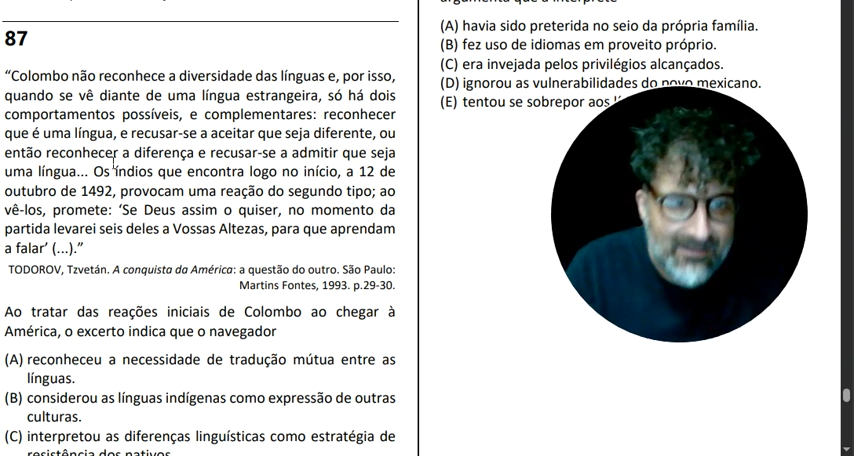 87
“Colombo não reconhece a diversidade das línguas e, por isso,
quando se vê diante de uma língua estrangeira, só há dois
comportamentos possíveis, e complementares: reconhecer
que é uma língua, e recusar-se a aceitar que seja diferente, ou
então reconhecer a diferença e recusar-se a admitir que seja
uma língua... Os índios que encontra logo no início, a 12 de
outubro de 1492, provocam uma reação do segundo tipo; ao
vê-los, promete: ‘Se Deus assim o quiser, no momento da
partida levarei seis deles a Vossas Altezas, para que aprendam
a falar’ (...).”
TODOROV, Tzvetán. A conquista da América: a questão do outro. São Paulo:
Martins Fontes, 1993. p.29-30.
Ao tratar das reações iniciais de Colombo ao chegar à
América, o excerto indica que o navegador
(A) reconheceu a necessidade de tradução mútua entre as
línguas.
(B) considerou as línguas indígenas como expressão de outras
culturas.
(C) interpretou as diferenças linguísticas como estratégia de
resistência dos nativos.
argumenta que a intérprete
(A) havia sido preterida no seio da própria família.
(B) fez uso de idiomas em proveito próprio.
(C) era invejada pelos privilégios alcançados.
(D) ignorou as vulnerabilidades do povo mexicano.
(E) tentou se sobrepor aos